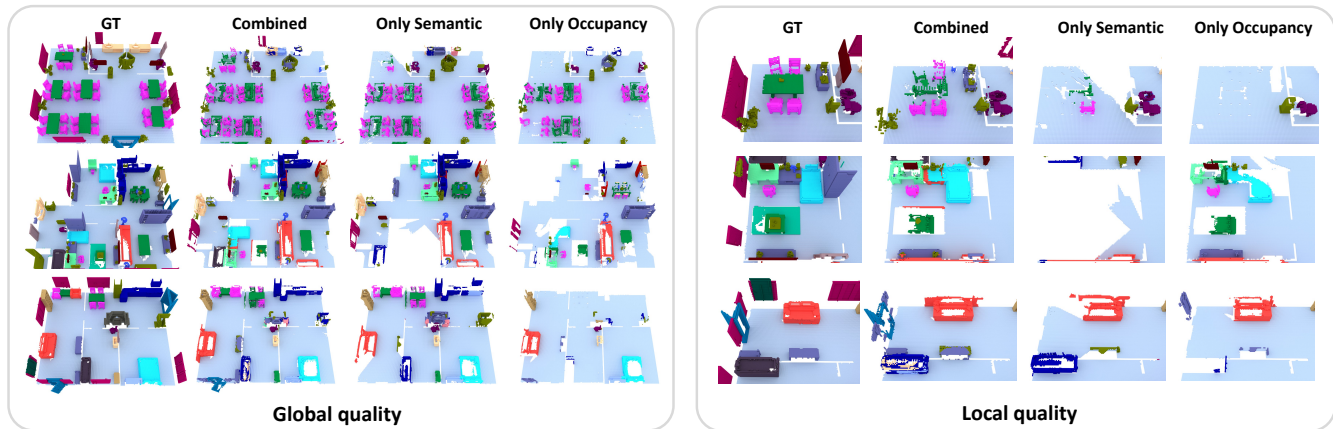 GT Combined Only Semantic Only Occupancy
Global quality
GT Combined Only Semantic Only Occupancy
Local quality